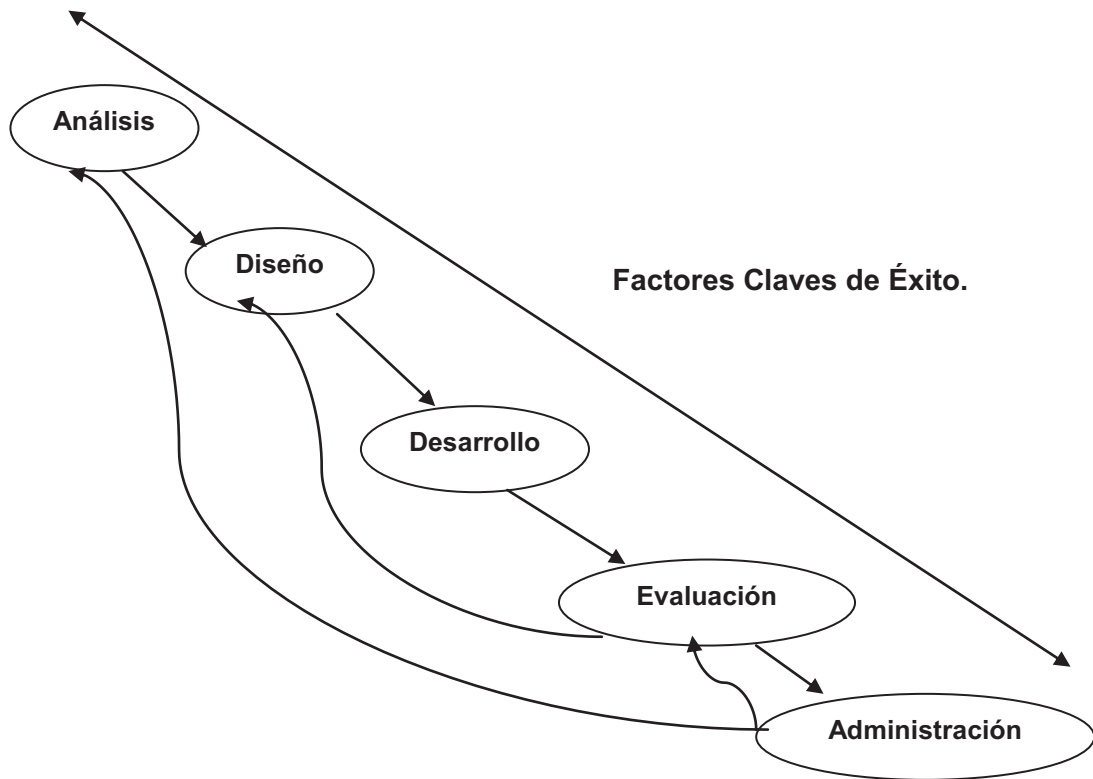 Análisis
Diseño
Factores Claves de Éxito.
Desarrollo
Evaluación
Administración